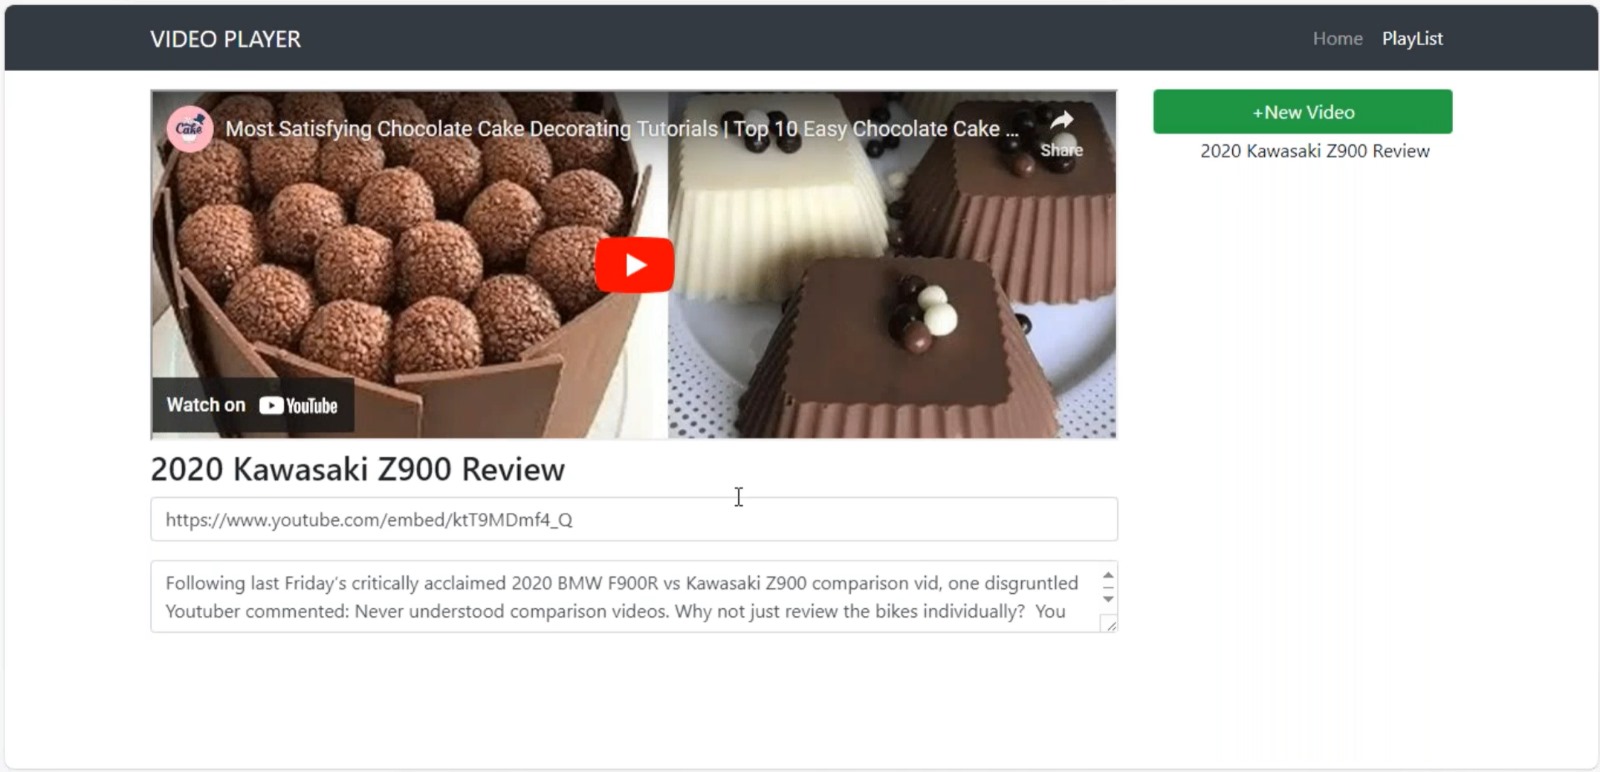 VIDEO PLAYER
Home PlayList
Cake
Most Satisfying Chocolate Cake Decorating Tutorials | Top 10 Easy Chocolate Cake ...
Share
+New Video
2020 Kawasaki Z900 Review
Watch on YouTube
2020 Kawasaki Z900 Review
https://www.youtube.com/embed/ktT9MDmf4_Q
Following last Friday's critically acclaimed 2020 BMW F900R vs Kawasaki Z900 comparison vid, one disgruntled
Youtuber commented: Never understood comparison videos. Why not just review the bikes individually? You